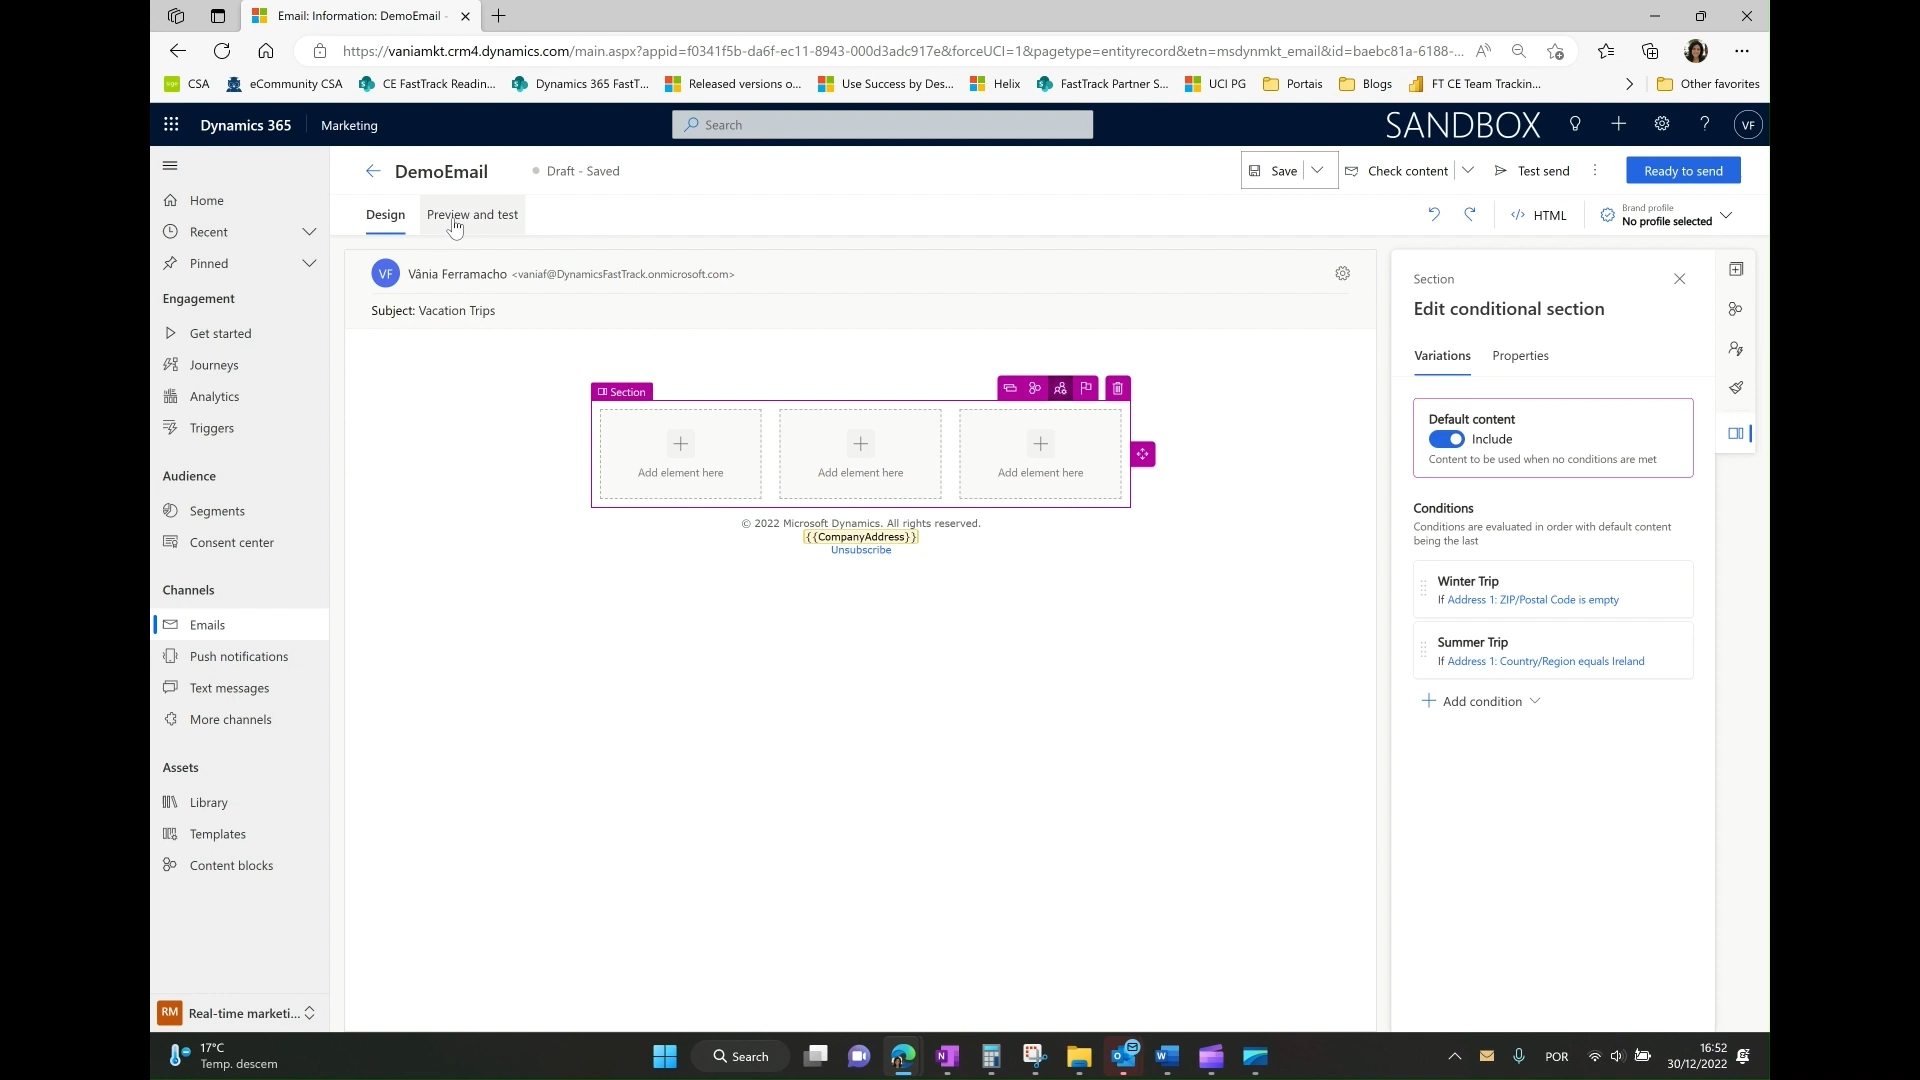 Email: Information: DemoEmail -
https://vaniamkt.crm4.dynamics.com/main.aspx?appid=f0341f5b-da6f-ec11-8943-000d3adc917e&forceUCI=1&pagetype=entityrecord&etn=msdynmkt_email&id=baebc81a-6188-...
CSA
eCommunity CSA
CE FastTrack Readin...
Dynamics 365 FastT...
Released versions o...
Use Success by Des...
Helix
FastTrack Partner S...
UCI PG
Portais
Blogs
FT CE Team Trackin...
Other favorites
Dynamics 365
Marketing
Search
SANDBOX
VF
DemoEmail
Draft - Saved
Save
Check content
Test send
Ready to send
Design
Preview and test
HTML
Brand profile
No profile selected
Home
Recent
Pinned
Engagement
Get started
Journeys
Analytics
Triggers
Audience
Segments
Consent center
Channels
Emails
Push notifications
Text messages
More channels
Assets
Library
Templates
Content blocks
RM
Real-time marketi...
VF
Vânia Ferramacho <vaniaf@DynamicsFastTrack.onmicrosoft.com>
Subject: Vacation Trips
Section
Add element here
Add element here
Add element here
© 2022 Microsoft Dynamics. All rights reserved.
{{CompanyAddress}}
Unsubscribe
Section
Edit conditional section
Variations
Properties
Default content
Include
Content to be used when no conditions are met
Conditions
Conditions are evaluated in order with default content
being the last
Winter Trip
If Address 1: ZIP/Postal Code is empty
Summer Trip
If Address 1: Country/Region equals Ireland
Add condition
17°C
Temp. descem
Search
POR
16:52
30/12/2022